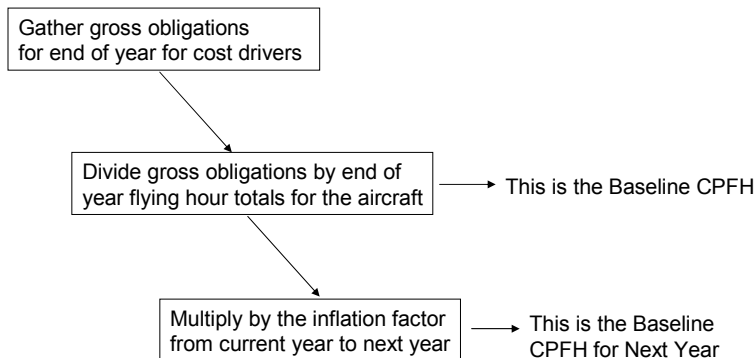 Gather gross obligations
for end of year for cost drivers
Divide gross obligations by end of
year flying hour totals for the aircraft
This is the Baseline CPFH
Multiply by the inflation factor
from current year to next year
This is the Baseline
CPFH for Next Year